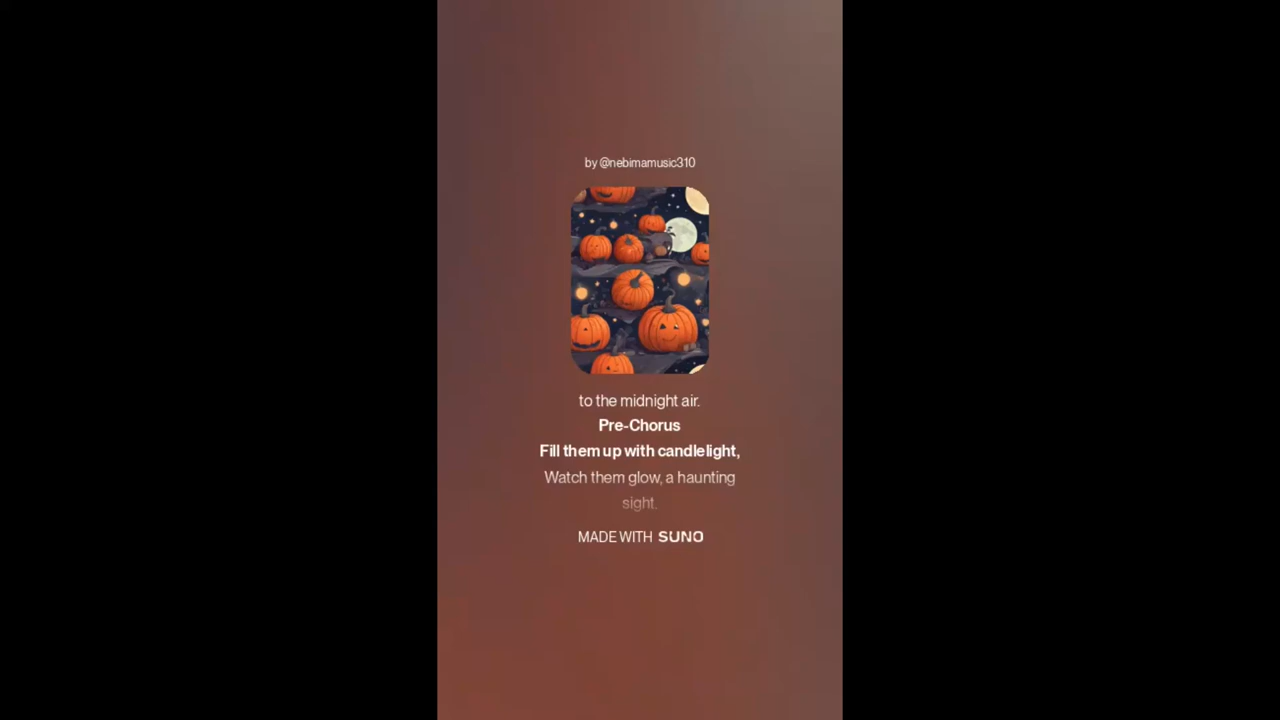 by @nebimamusic310
to the midnight air.
Pre-Chorus
Fill them up with candlelight,
Watch them glow, a haunting
sight.
MADE WITH SUNO